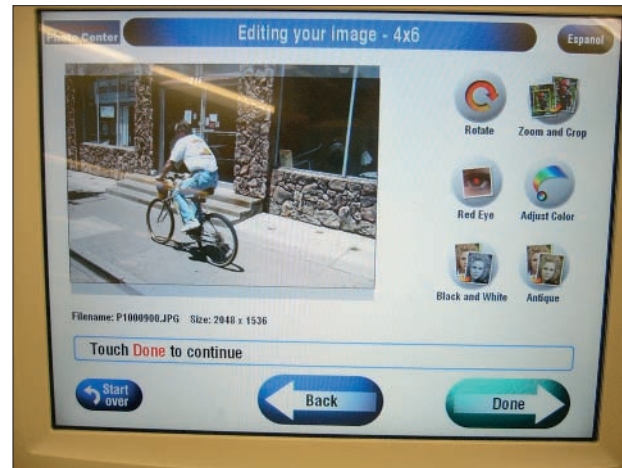 Photo Center
Editing your image - 4x6
Espanol
Rotate
Zoom and Crop
Red Eye
Adjust Color
Black and White
Antique
Filename: P1000900.JPG Size: 2048 x 1536
Touch Done to continue
Start
over
Back
Done